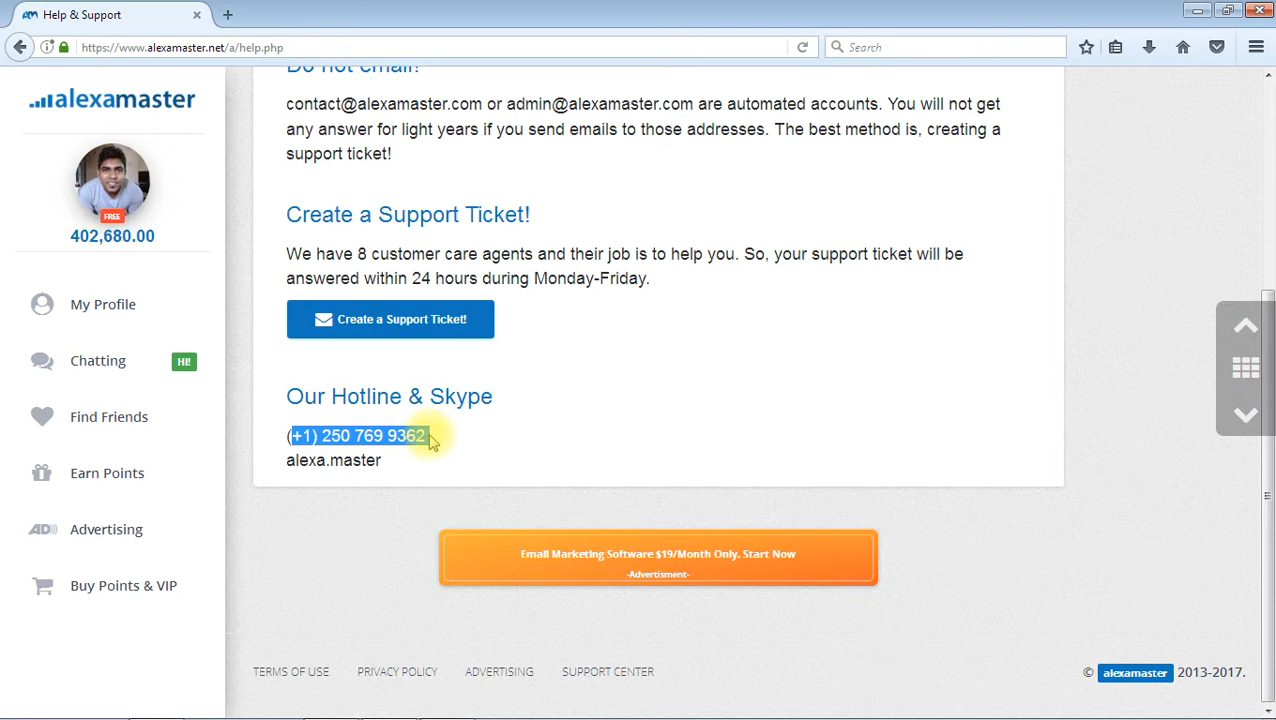 Help & Support
https://www.alexamaster.net/a/help.php
Search
alexamaster
FREE
402,680.00
My Profile
Chatting
HI!
Find Friends
Earn Points
AD
Advertising
Buy Points & VIP
Do not email!
contact@alexamaster.com or admin@alexamaster.com are automated accounts. You will not get
any answer for light years if you send emails to those addresses. The best method is, creating a
support ticket!
Create a Support Ticket!
We have 8 customer care agents and their job is to help you. So, your support ticket will be
answered within 24 hours during Monday-Friday.
Create a Support Ticket!
Our Hotline & Skype
(+1) 250 769 9362
alexa.master
Email Marketing Software $19/Month Only. Start Now
-Advertisment-
TERMS OF USE PRIVACY POLICY ADVERTISING SUPPORT CENTER
© alexamaster 2013-2017.